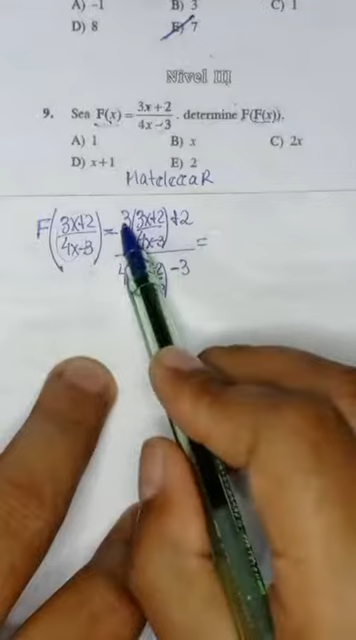 A) -1 B) 3 C) 1
D) 8 E) 7
Nivel III
9. Sea F(x) = (3x+2)/(4x-3). determine F(F(x)).
A) 1 B) x C) 2x
D) x+1 E) 2
MateleccaR
F((3x+2)/(4x-3)) = 3(3x+2)/(4x-3) +2 =
4( -3